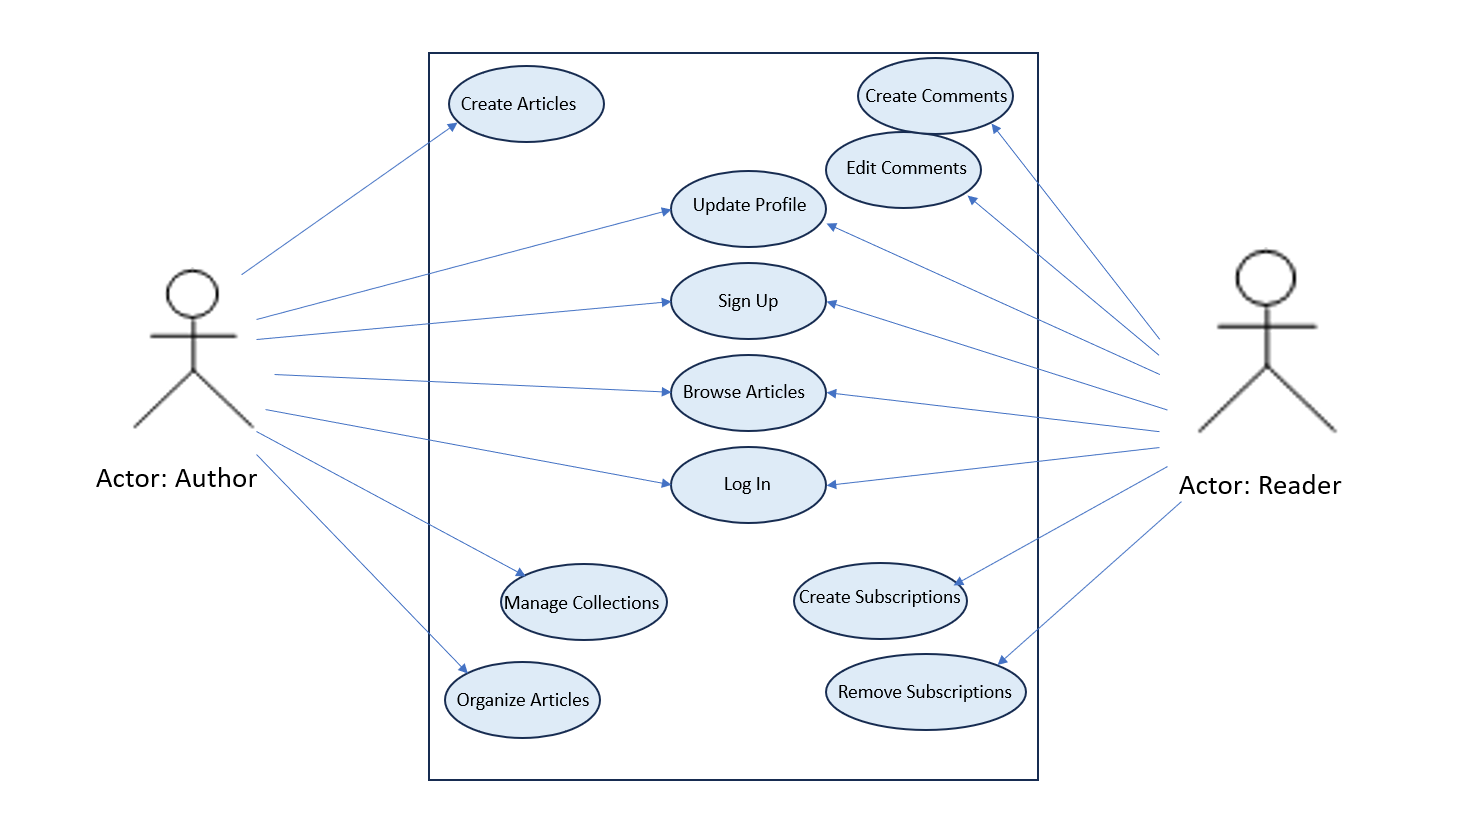 Create Articles
Create Comments
Edit Comments
Update Profile
Sign Up
Browse Articles
Log In
Actor: Author
Actor: Reader
Manage Collections
Create Subscriptions
Organize Articles
Remove Subscriptions